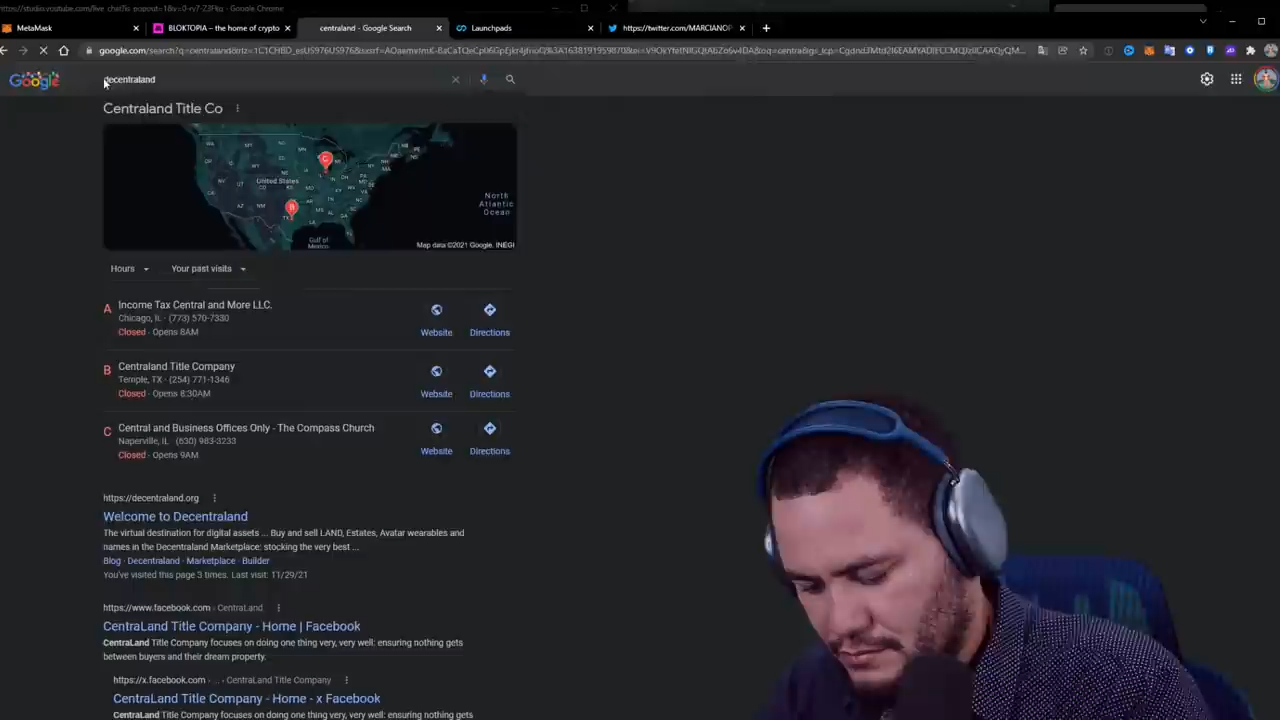 MetaMask
BLOKTOPIA – the home of crypto
centraland - Google Search
Launchpads
https://twitter.com/MARCIANOP
Google
decentraland
Centraland Title Co
United States
North
Atlantic
Ocean
Gulf of
Mexico
Map data ©2021 Google, INEGI
Hours
Your past visits
A
Income Tax Central and More LLC.
Chicago, IL · (773) 570-7330
Closed · Opens 8AM
Website
Directions
B
Centraland Title Company
Temple, TX · (254) 771-1346
Closed · Opens 8:30AM
Website
Directions
C
Central and Business Offices Only - The Compass Church
Naperville, IL · (630) 983-3233
Closed · Opens 9AM
Website
Directions
https://decentraland.org
Welcome to Decentraland
The virtual destination for digital assets ... Buy and sell LAND, Estates, Avatar wearables and
names in the Decentraland Marketplace: stocking the very best ...
Blog · Decentraland · Marketplace · Builder
You've visited this page 3 times. Last visit: 11/29/21
https://www.facebook.com › CentraLand
CentraLand Title Company - Home | Facebook
CentraLand Title Company focuses on doing one thing very, very well: ensuring nothing gets
between buyers and their dream property.
https://x.facebook.com › ... › CentraLand Title Company
CentraLand Title Company - Home - x Facebook
CentraLand Title Company focuses on doing one thing very, very well: ensuring nothing gets